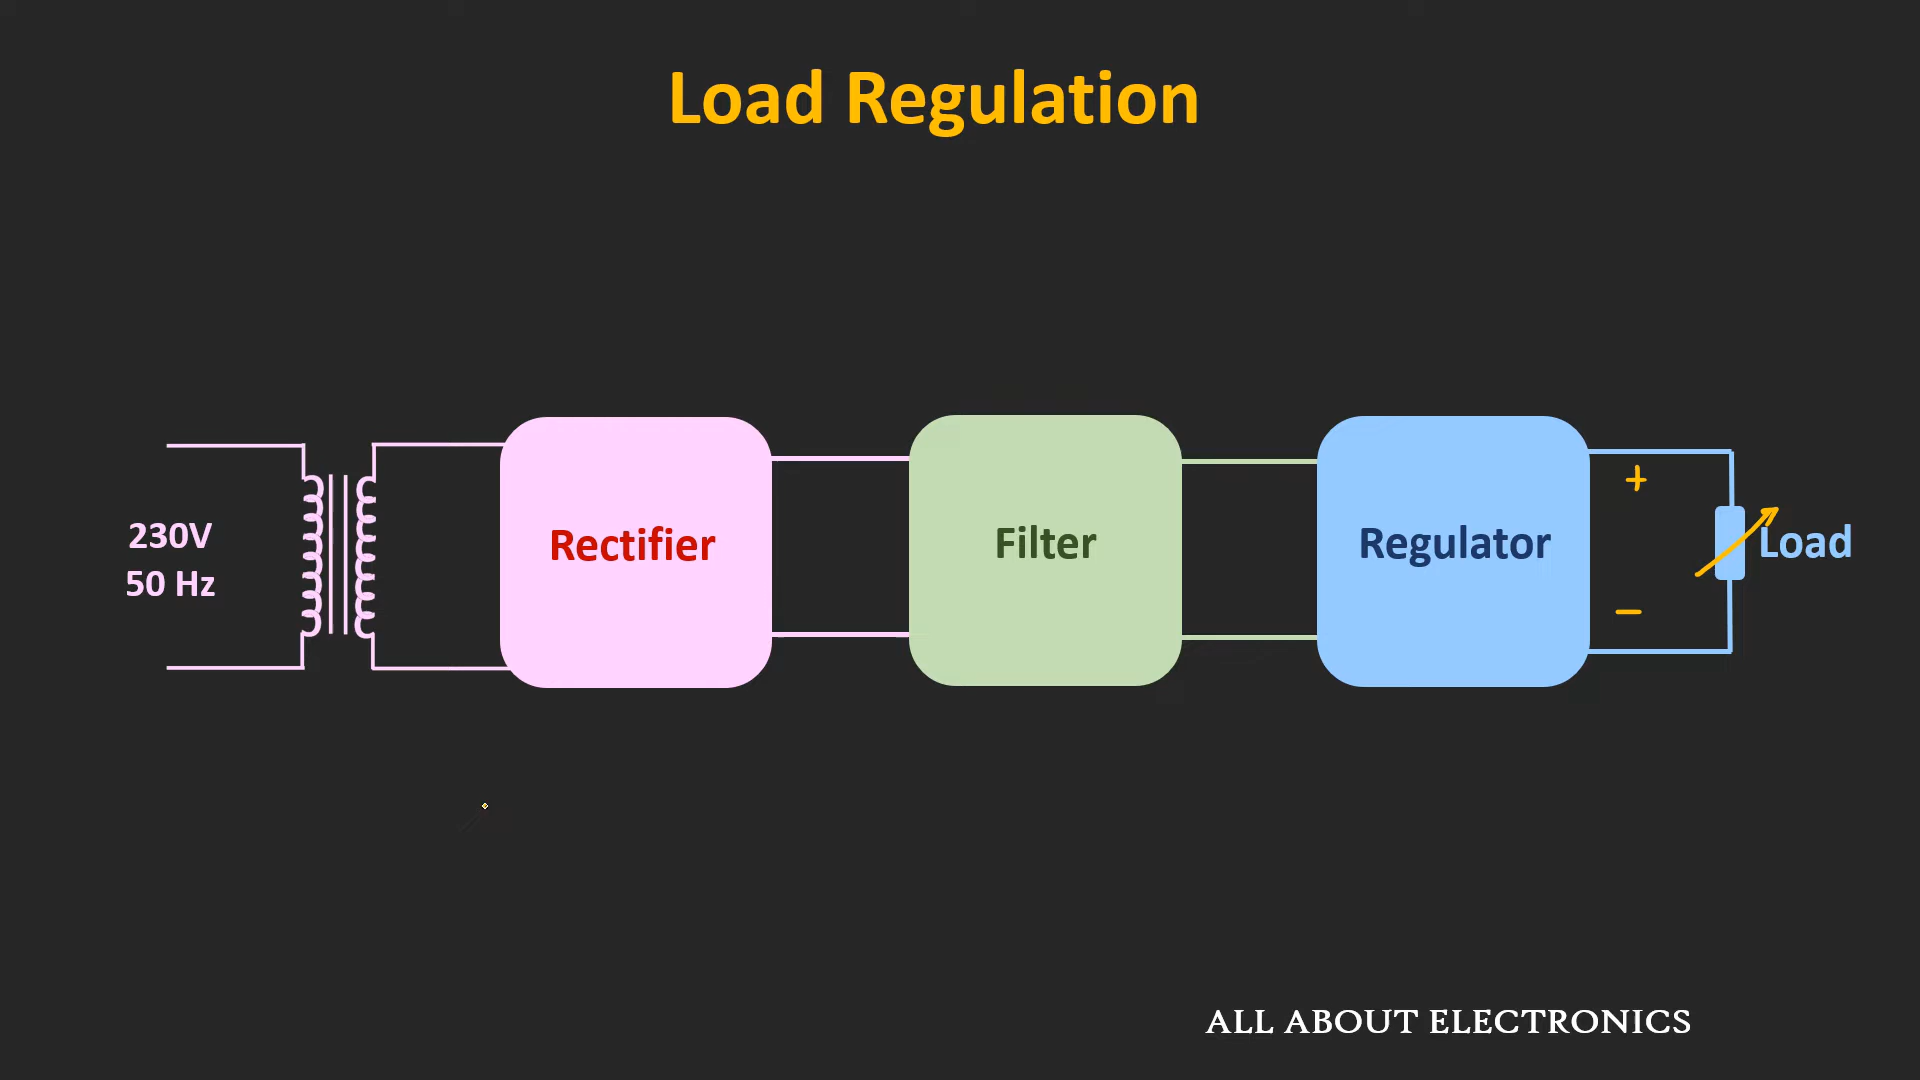 Load Regulation
230V
50 Hz
Rectifier
Filter
Regulator
+
−
Load
ALL ABOUT ELECTRONICS